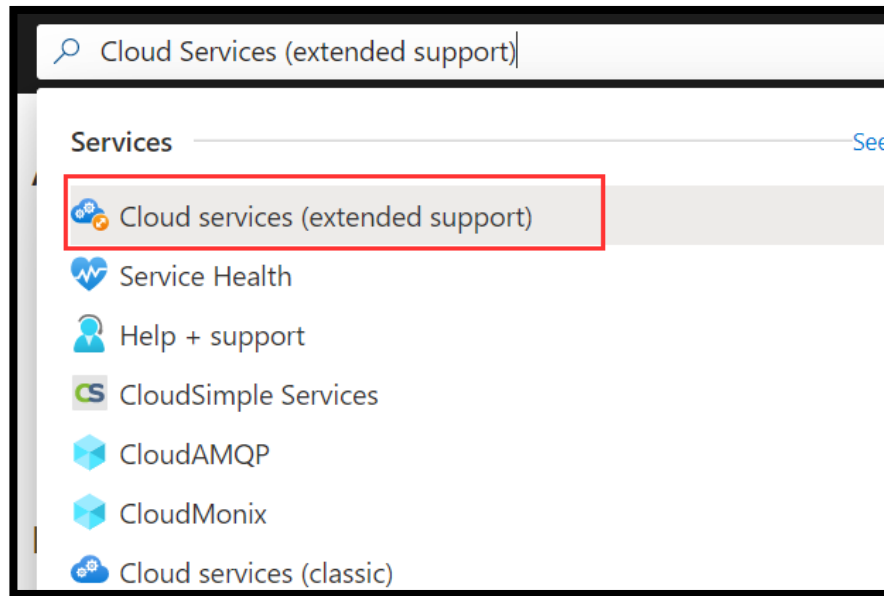 Cloud Services (extended support)
Services See
Cloud services (extended support)
Service Health
Help + support
CS CloudSimple Services
CloudAMQP
CloudMonix
Cloud services (classic)